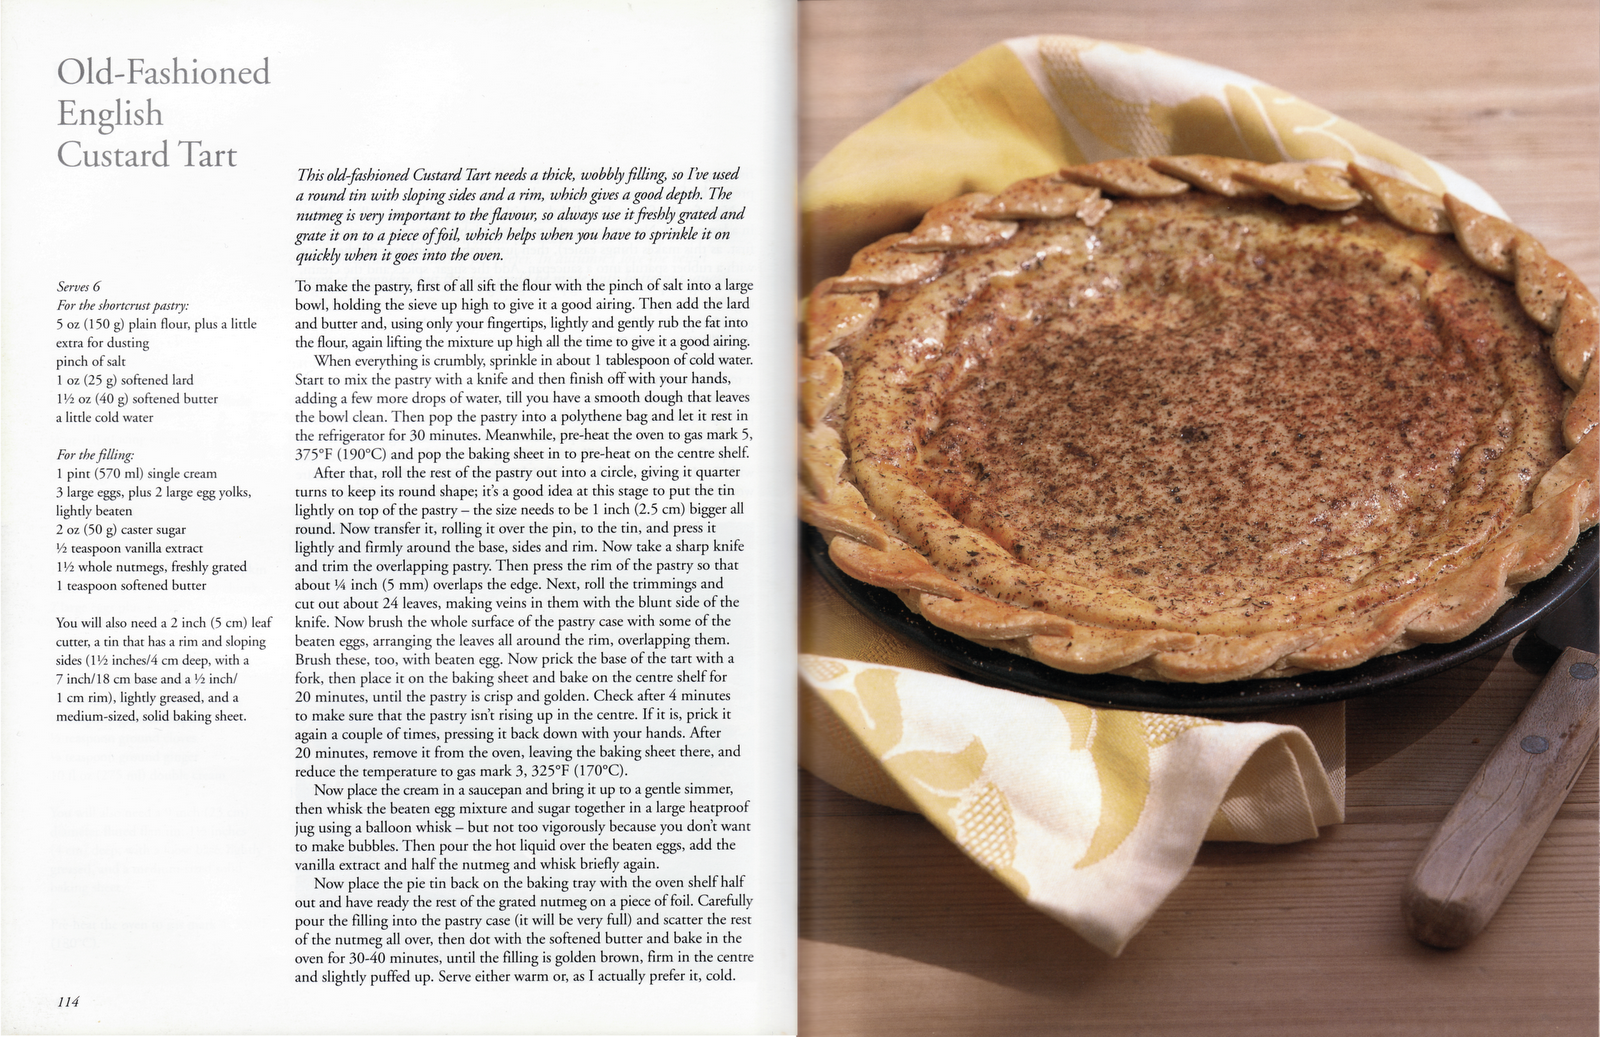 Old-Fashioned
English
Custard Tart
This old-fashioned Custard Tart needs a thick, wobbly filling, so I've used
a round tin with sloping sides and a rim, which gives a good depth. The
nutmeg is very important to the flavour, so always use it freshly grated and
grate it on to a piece of foil, which helps when you have to sprinkle it on
quickly when it goes into the oven.
Serves 6
For the shortcrust pastry:
5 oz (150 g) plain flour, plus a little
extra for dusting
pinch of salt
1 oz (25 g) softened lard
1½ oz (40 g) softened butter
a little cold water
For the filling:
1 pint (570 ml) single cream
3 large eggs, plus 2 large egg yolks,
lightly beaten
2 oz (50 g) caster sugar
½ teaspoon vanilla extract
1½ whole nutmegs, freshly grated
1 teaspoon softened butter
You will also need a 2 inch (5 cm) leaf
cutter, a tin that has a rim and sloping
sides (1½ inches/4 cm deep, with a
7 inch/18 cm base and a ½ inch/
1 cm rim), lightly greased, and a
medium-sized, solid baking sheet.
To make the pastry, first of all sift the flour with the pinch of salt into a large
bowl, holding the sieve up high to give it a good airing. Then add the lard
and butter and, using only your fingertips, lightly and gently rub the fat into
the flour, again lifting the mixture up high all the time to give it a good airing.
When everything is crumbly, sprinkle in about 1 tablespoon of cold water.
Start to mix the pastry with a knife and then finish off with your hands,
adding a few more drops of water, till you have a smooth dough that leaves
the bowl clean. Then pop the pastry into a polythene bag and let it rest in
the refrigerator for 30 minutes. Meanwhile, pre-heat the oven to gas mark 5,
375°F (190°C) and pop the baking sheet in to pre-heat on the centre shelf.
After that, roll the rest of the pastry out into a circle, giving it quarter
turns to keep its round shape; it's a good idea at this stage to put the tin
lightly on top of the pastry – the size needs to be 1 inch (2.5 cm) bigger all
round. Now transfer it, rolling it over the pin, to the tin, and press it
lightly and firmly around the base, sides and rim. Now take a sharp knife
and trim the overlapping pastry. Then press the rim of the pastry so that
about ¼ inch (5 mm) overlaps the edge. Next, roll the trimmings and
cut out about 24 leaves, making veins in them with the blunt side of the
knife. Now brush the whole surface of the pastry case with some of the
beaten eggs, arranging the leaves all around the rim, overlapping them.
Brush these, too, with beaten egg. Now prick the base of the tart with a
fork, then place it on the baking sheet and bake on the centre shelf for
20 minutes, until the pastry is crisp and golden. Check after 4 minutes
to make sure that the pastry isn't rising up in the centre. If it is, prick it
again a couple of times, pressing it back down with your hands. After
20 minutes, remove it from the oven, leaving the baking sheet there, and
reduce the temperature to gas mark 3, 325°F (170°C).
Now place the cream in a saucepan and bring it up to a gentle simmer,
then whisk the beaten egg mixture and sugar together in a large heatproof
jug using a balloon whisk – but not too vigorously because you don't want
to make bubbles. Then pour the hot liquid over the beaten eggs, add the
vanilla extract and half the nutmeg and whisk briefly again.
Now place the pie tin back on the baking tray with the oven shelf half
out and have ready the rest of the grated nutmeg on a piece of foil. Carefully
pour the filling into the pastry case (it will be very full) and scatter the rest
of the nutmeg all over, then dot with the softened butter and bake in the
oven for 30-40 minutes, until the filling is golden brown, firm in the centre
and slightly puffed up. Serve either warm or, as I actually prefer it, cold.
114